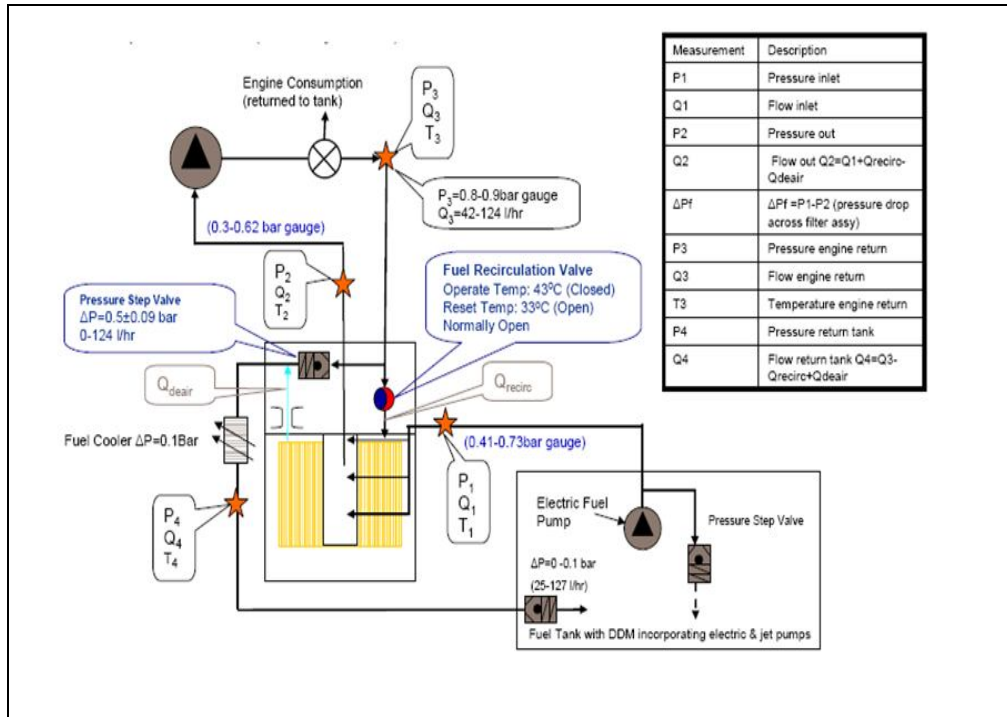 Engine Consumption
(returned to tank)
P3
Q3
T3
P3=0.8-0.9bar gauge
Q3=42-124 l/hr
(0.3-0.62 bar gauge)
P2
Q2
T2
Fuel Recirculation Valve
Operate Temp: 43⁰C (Closed)
Reset Temp: 33⁰C (Open)
Normally Open
Pressure Step Valve
ΔP=0.5±0.09 bar
0-124 l/hr
Qdeair
Qrecirc
Fuel Cooler ΔP=0.1Bar
(0.41-0.73bar gauge)
P1
Q1
T1
P4
Q4
T4
Electric Fuel
Pump
Pressure Step Valve
ΔP=0 -0.1 bar
(25-127 l/hr)
Fuel Tank with DDM incorporating electric & jet pumps
Measurement Description
P1 Pressure inlet
Q1 Flow inlet
P2 Pressure out
Q2 Flow out Q2=Q1+Qrecirc-
Qdeair
ΔPf ΔPf =P1-P2 (pressure drop
across filter assy)
P3 Pressure engine return
Q3 Flow engine return
T3 Temperature engine return
P4 Pressure return tank
Q4 Flow return tank Q4=Q3-
Qrecirc+Qdeair